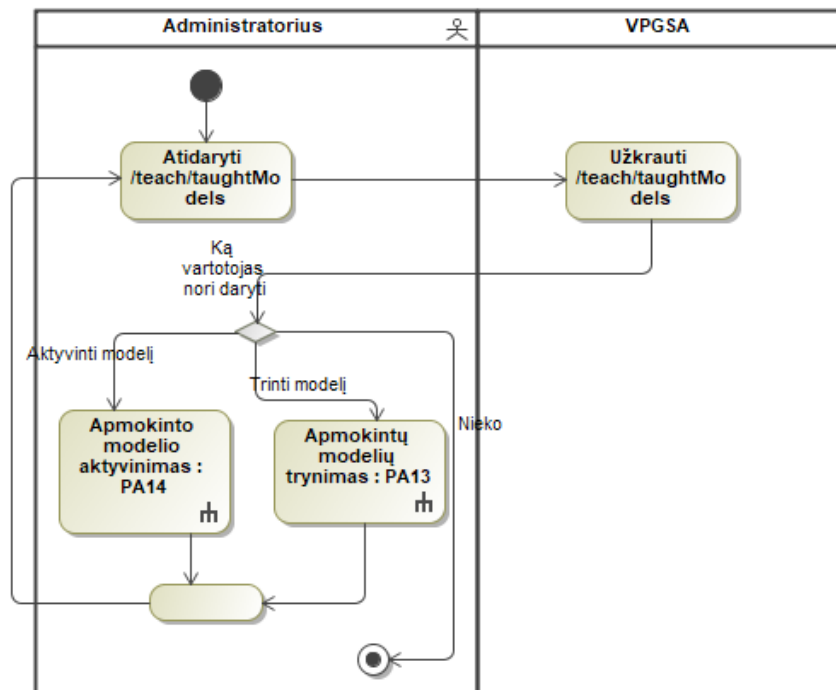 Administratorius
VPGSA
Atidaryti
/teach/taughtMo
dels
Užkrauti
/teach/taughtMo
dels
Ką
vartotojas
nori daryti
Aktyvinti modelį
Trinti modelį
Nieko
Apmokinto
modelio
aktyvinimas :
PA14
Apmokintų
modelių
trynimas : PA13